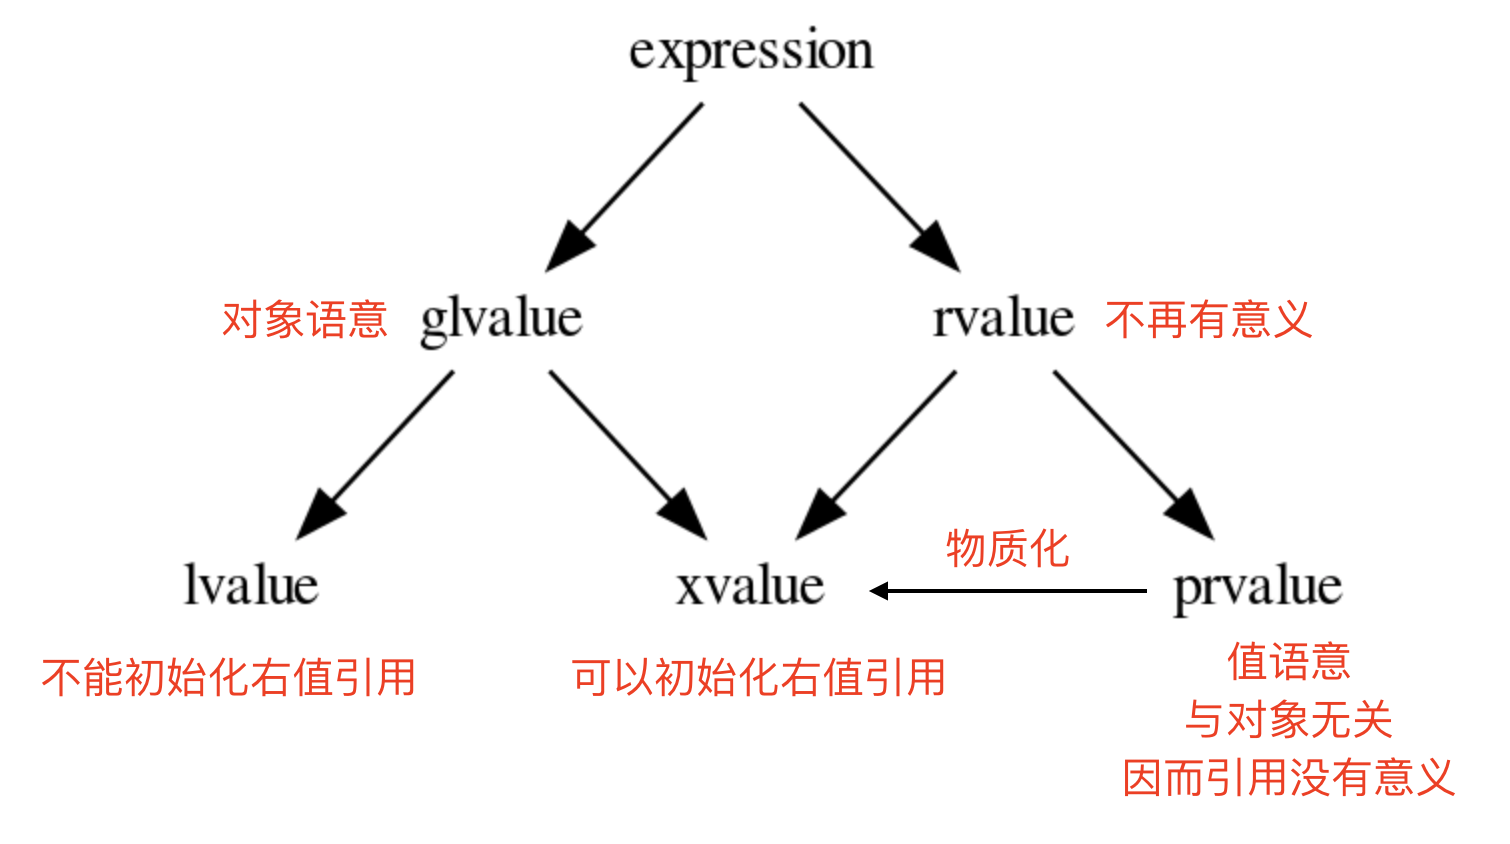 expression
对象语意 glvalue
rvalue 不再有意义
物质化
lvalue
xvalue
prvalue
不能初始化右值引用
可以初始化右值引用
值语意
与对象无关
因而引用没有意义